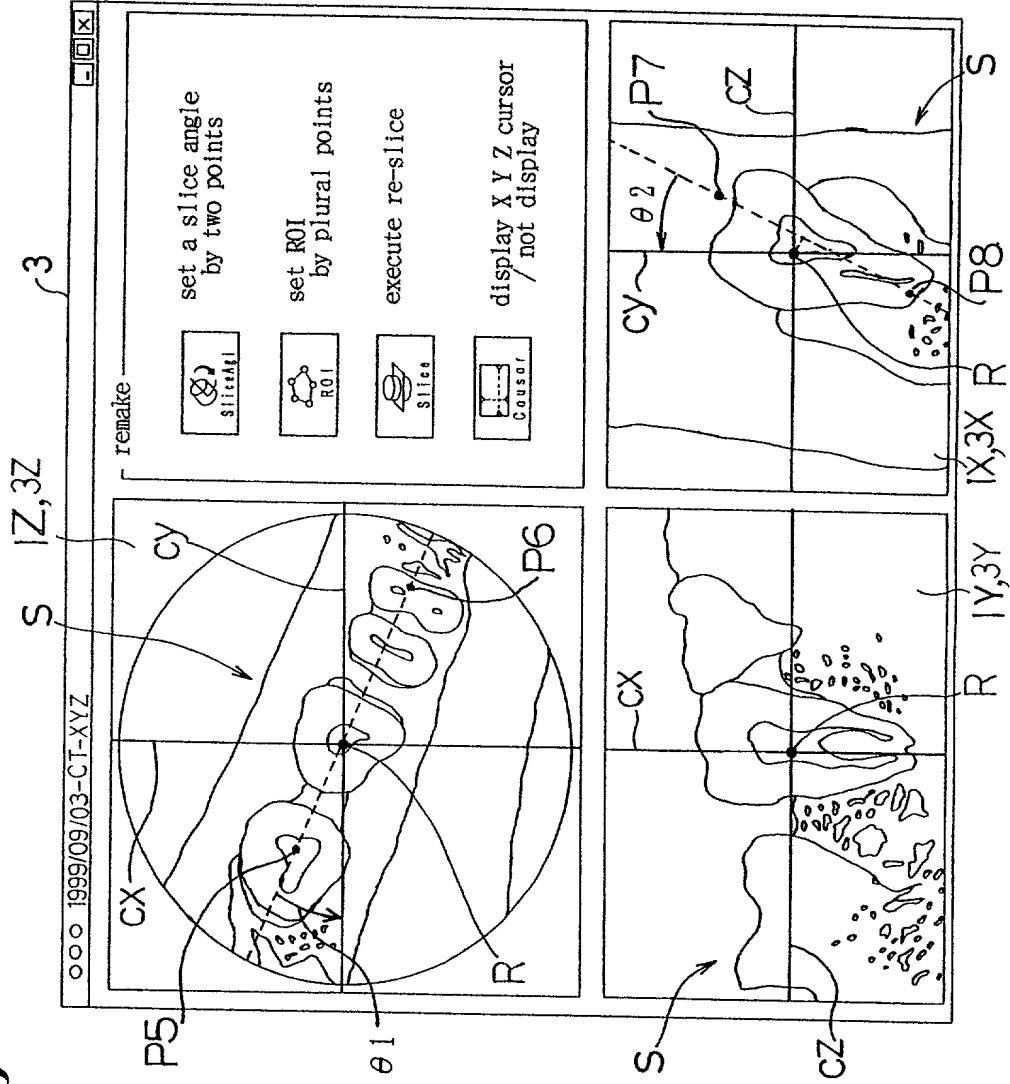 3
1Z, 3Z
○○○ 1999/09/03-CT-XYZ
S
CX
CY
P5
P6
θ1
R
remake
SliceAgl
set a slice angle
by two points
ROI
set ROI
by plural points
Slice
execute re-slice
Causar
display X Y Z cursor
/ not display
S
CX
CZ
R
1Y, 3Y
CY
θ2
P7
CZ
S
P8
R
1X, 3X